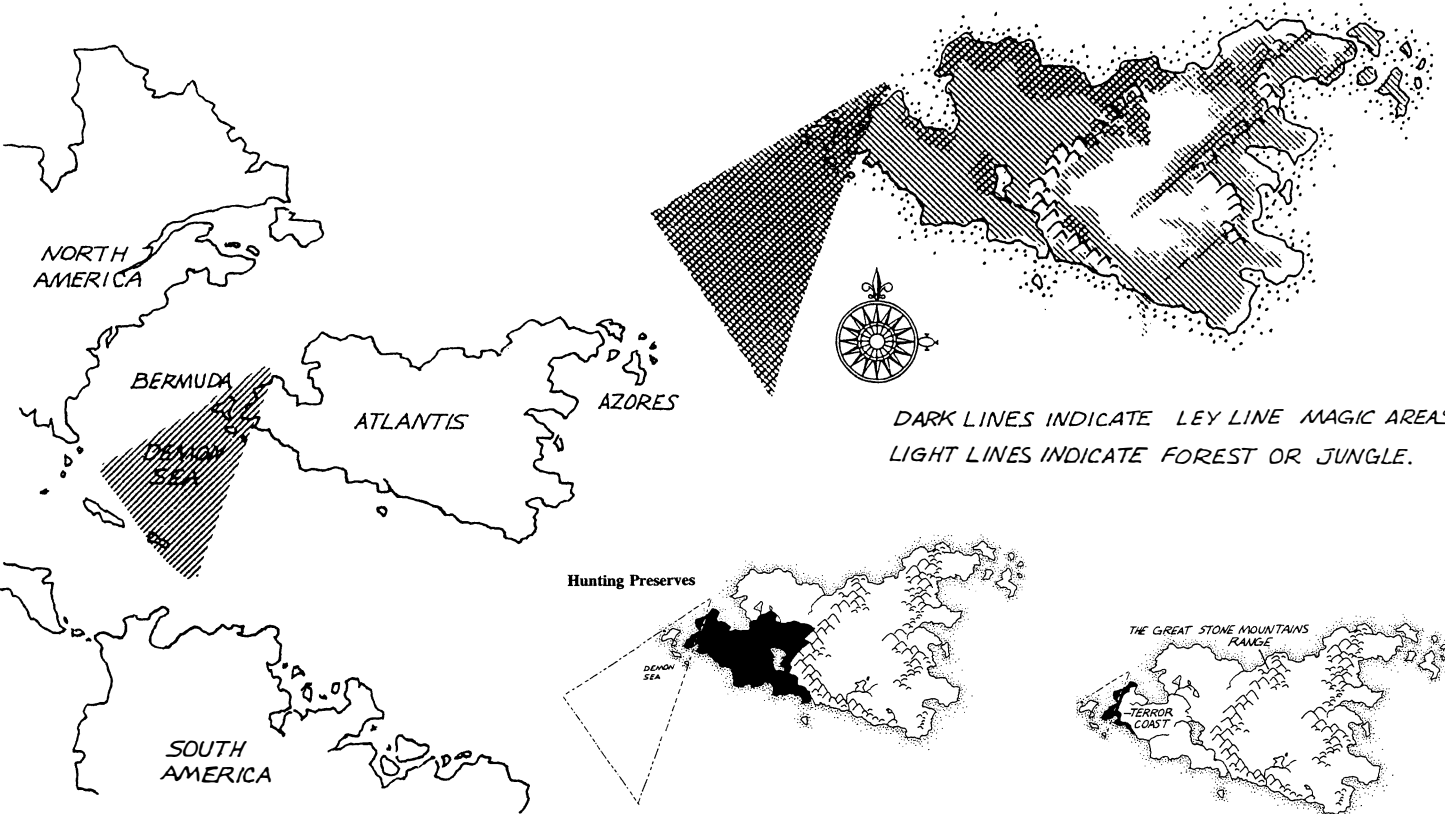 NORTH
AMERICA
BERMUDA
DEMON
SEA
ATLANTIS
AZORES
SOUTH
AMERICA
DARK LINES INDICATE LEY LINE MAGIC AREAS
LIGHT LINES INDICATE FOREST OR JUNGLE.
Hunting Preserves
DEMON
SEA
THE GREAT STONE MOUNTAINS
RANGE
TERROR
COAST